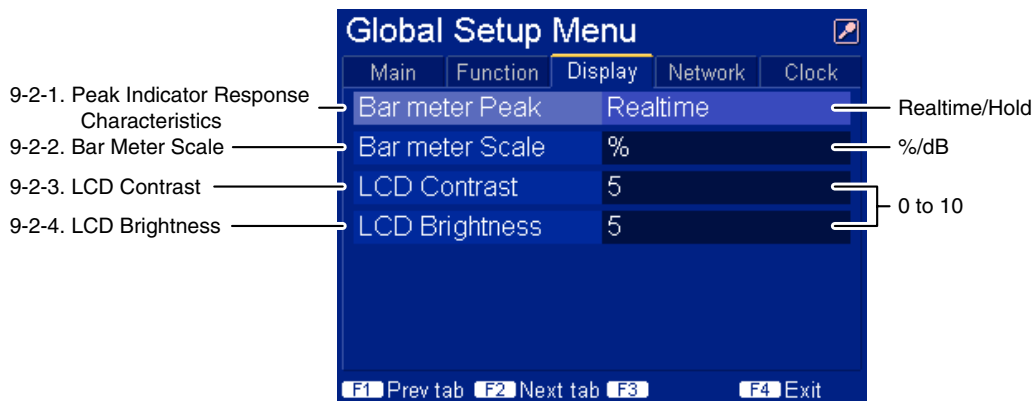 Global Setup Menu
Main Function Display Network Clock
9-2-1. Peak Indicator Response
Characteristics
Bar meter Peak Realtime
Realtime/Hold
9-2-2. Bar Meter Scale
Bar meter Scale %
%/dB
9-2-3. LCD Contrast
LCD Contrast 5
0 to 10
9-2-4. LCD Brightness
LCD Brightness 5
F1 Prev tab F2 Next tab F3 F4 Exit